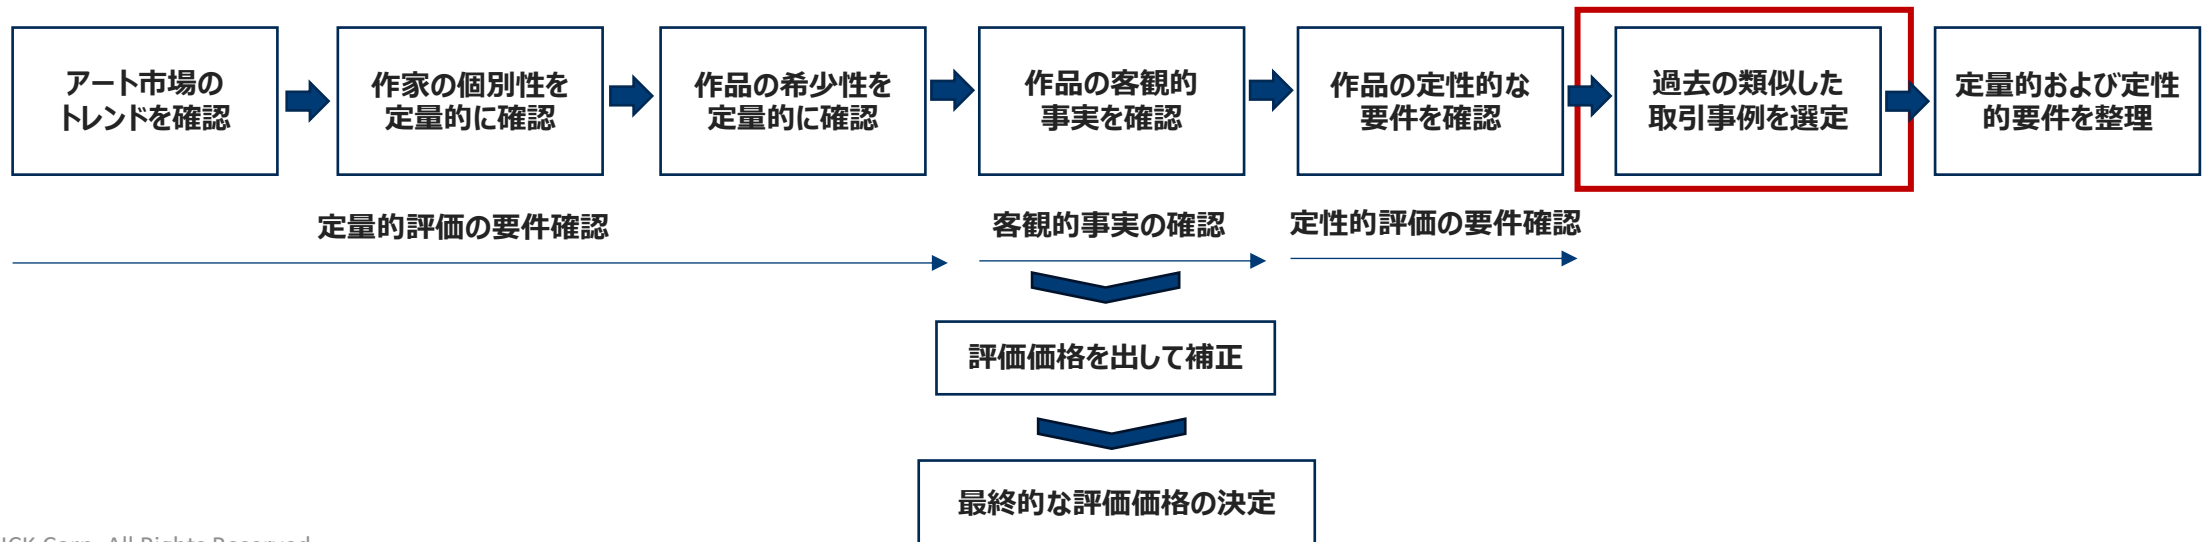 アート市場の
トレンドを確認
作家の個別性を
定量的に確認
作品の希少性を
定量的に確認
作品の客観的
事実を確認
作品の定性的な
要件を確認
過去の類似した
取引事例を選定
定量的および定性
的要件を整理
定量的評価の要件確認
客観的事実の確認
定性的評価の要件確認
評価価格を出して補正
最終的な評価価格の決定
Corp. All Rights Reserved